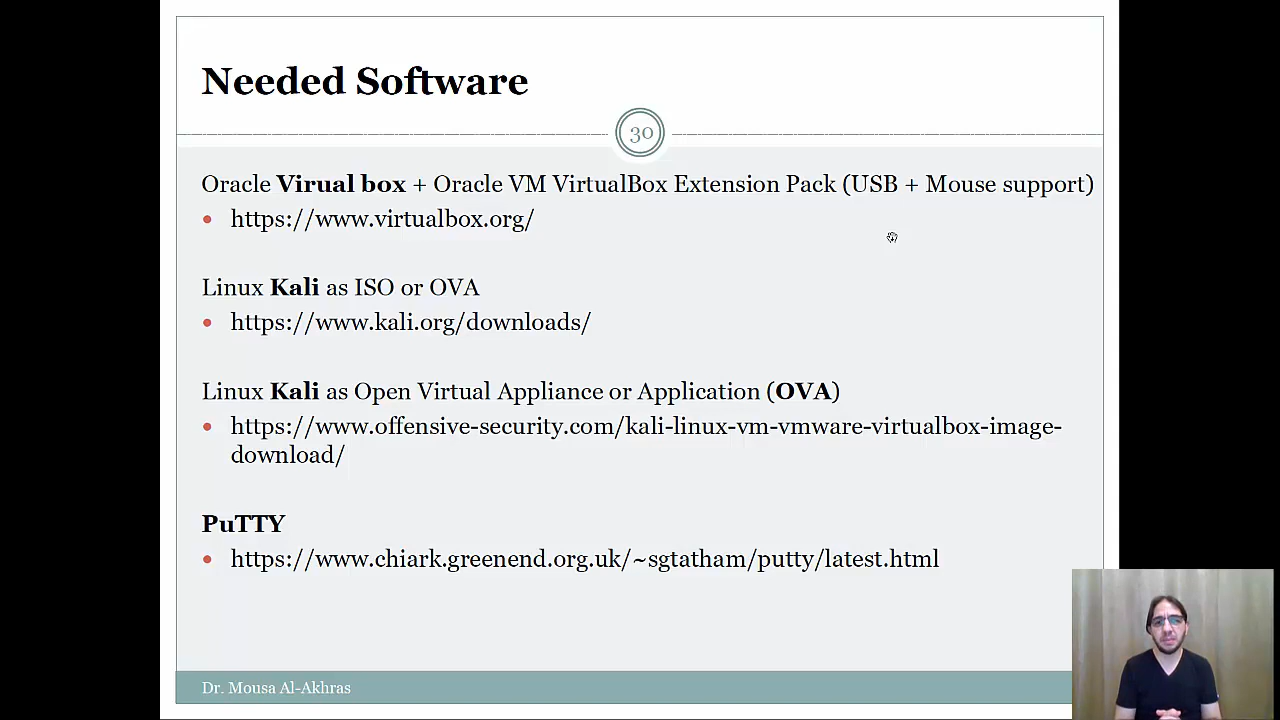 Needed Software
30
Oracle Virual box + Oracle VM VirtualBox Extension Pack (USB + Mouse support)
• https://www.virtualbox.org/
Linux Kali as ISO or OVA
• https://www.kali.org/downloads/
Linux Kali as Open Virtual Appliance or Application (OVA)
• https://www.offensive-security.com/kali-linux-vm-vmware-virtualbox-image-
download/
PuTTY
• https://www.chiark.greenend.org.uk/~sgtatham/putty/latest.html
Dr. Mousa Al-Akhras